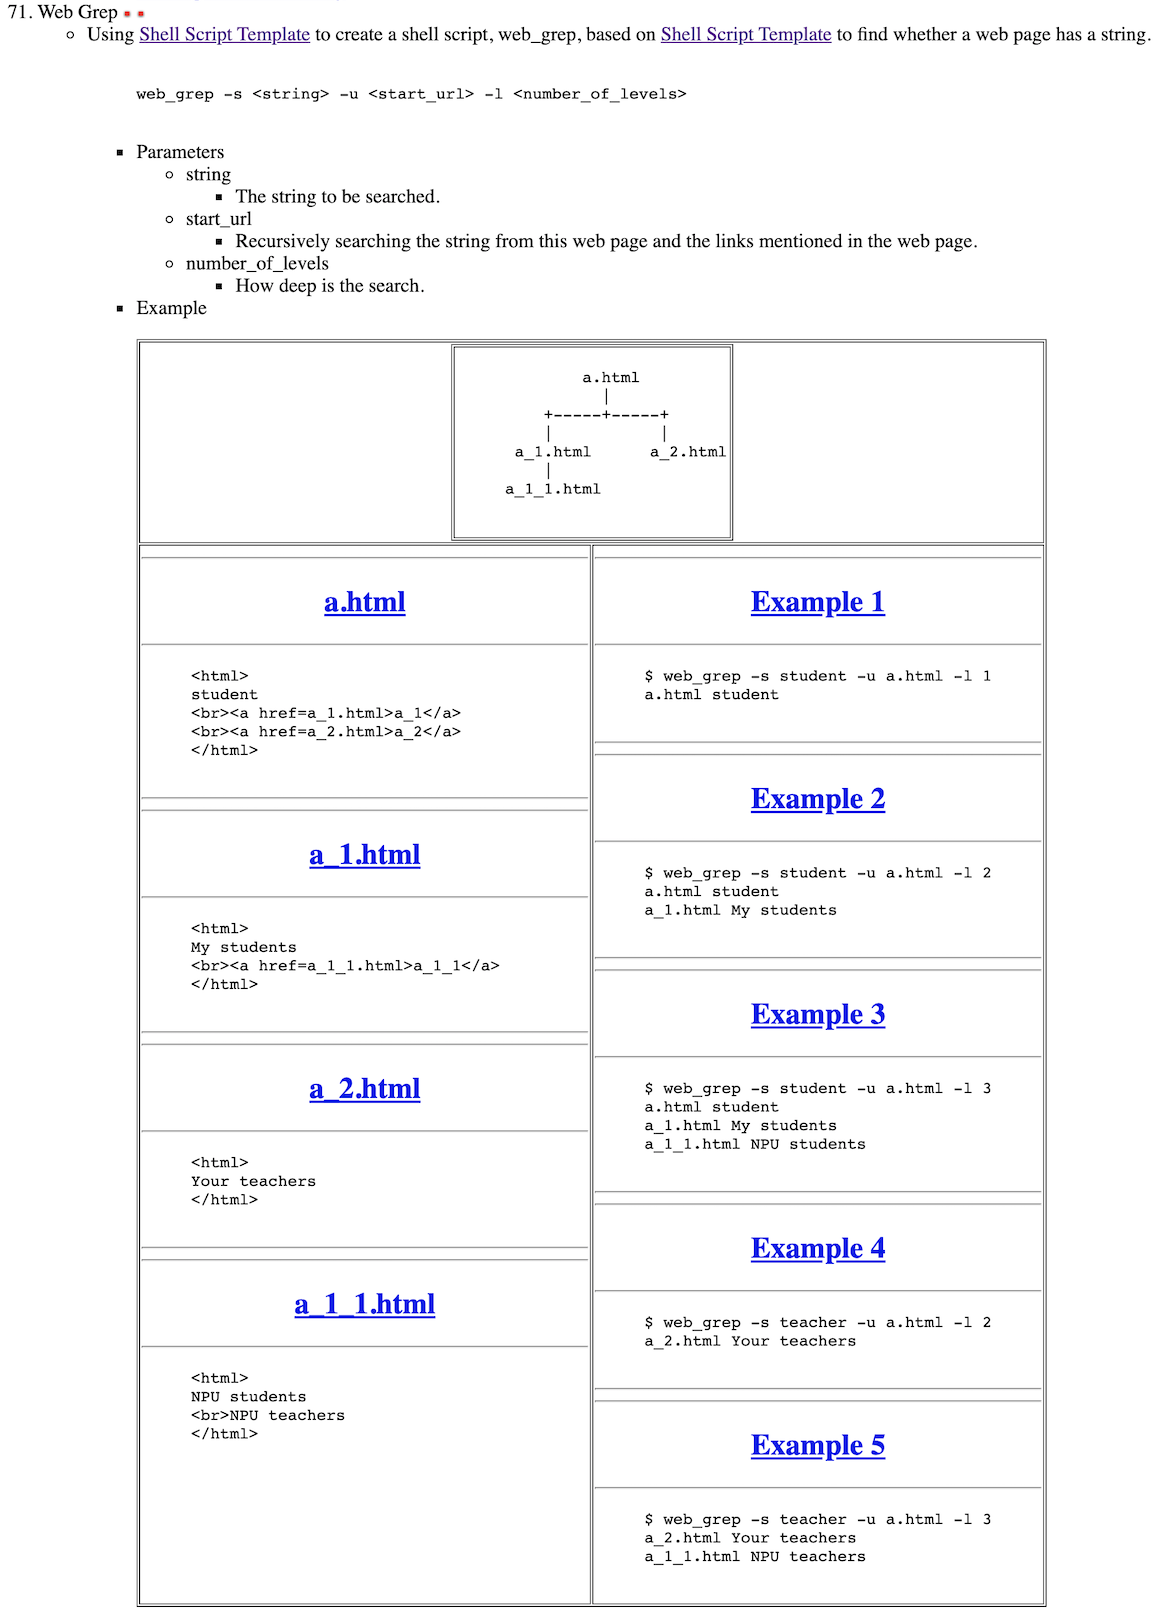 71. Web Grep
Using Shell Script Template to create a shell script, web_grep, based on Shell Script Template to find whether a web page has a string.
web_grep -s <string> -u <start_url> -l <number_of_levels>
Parameters
string
The string to be searched.
start_url
Recursively searching the string from this web page and the links mentioned in the web page.
number_of_levels
How deep is the search.
Example
a.html
|
+-----+-----+
| |
a_1.html a_2.html
|
a_1_1.html
a.html
<html>
student
<br><a href=a_1.html>a_1</a>
<br><a href=a_2.html>a_2</a>
</html>
a_1.html
<html>
My students
<br><a href=a_1_1.html>a_1_1</a>
</html>
a_2.html
<html>
Your teachers
</html>
a_1_1.html
<html>
NPU students
<br>NPU teachers
</html>
Example 1
$ web_grep -s student -u a.html -l 1
a.html student
Example 2
$ web_grep -s student -u a.html -l 2
a.html student
a_1.html My students
Example 3
$ web_grep -s student -u a.html -l 3
a.html student
a_1.html My students
a_1_1.html NPU students
Example 4
$ web_grep -s teacher -u a.html -l 2
a_2.html Your teachers
Example 5
$ web_grep -s teacher -u a.html -l 3
a_2.html Your teachers
a_1_1.html NPU teachers